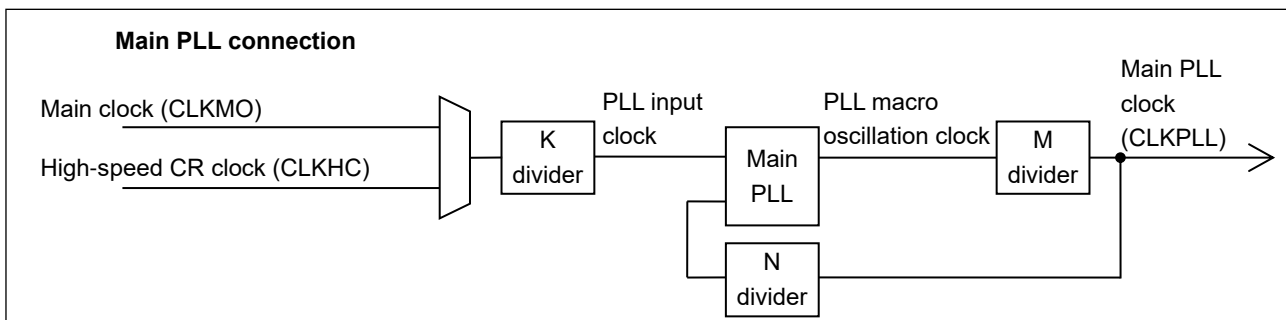 Main PLL connection
Main clock (CLKMO)
High-speed CR clock (CLKHC)
K
divider
PLL input
clock
Main
PLL
N
divider
PLL macro
oscillation clock
M
divider
Main PLL
clock
(CLKPLL)